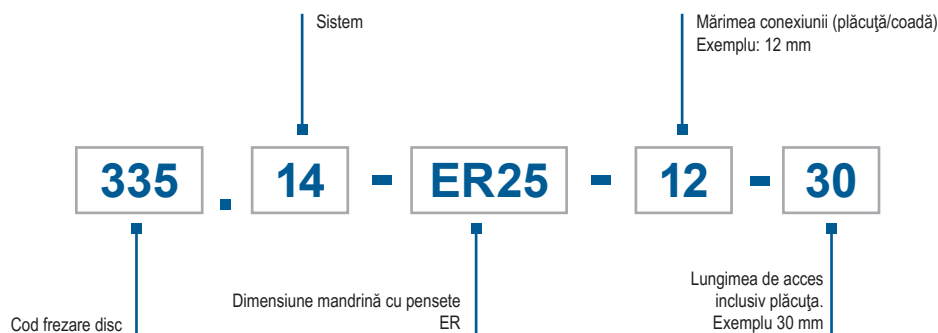 Sistem
Mărimea conexiunii (plăcuţă/coadă)
Exemplu: 12 mm
335 . 14 - ER25 - 12 - 30
Cod frezare disc
Dimensiune mandrină cu pensete
ER
Lungimea de acces
inclusiv plăcuţa.
Exemplu 30 mm